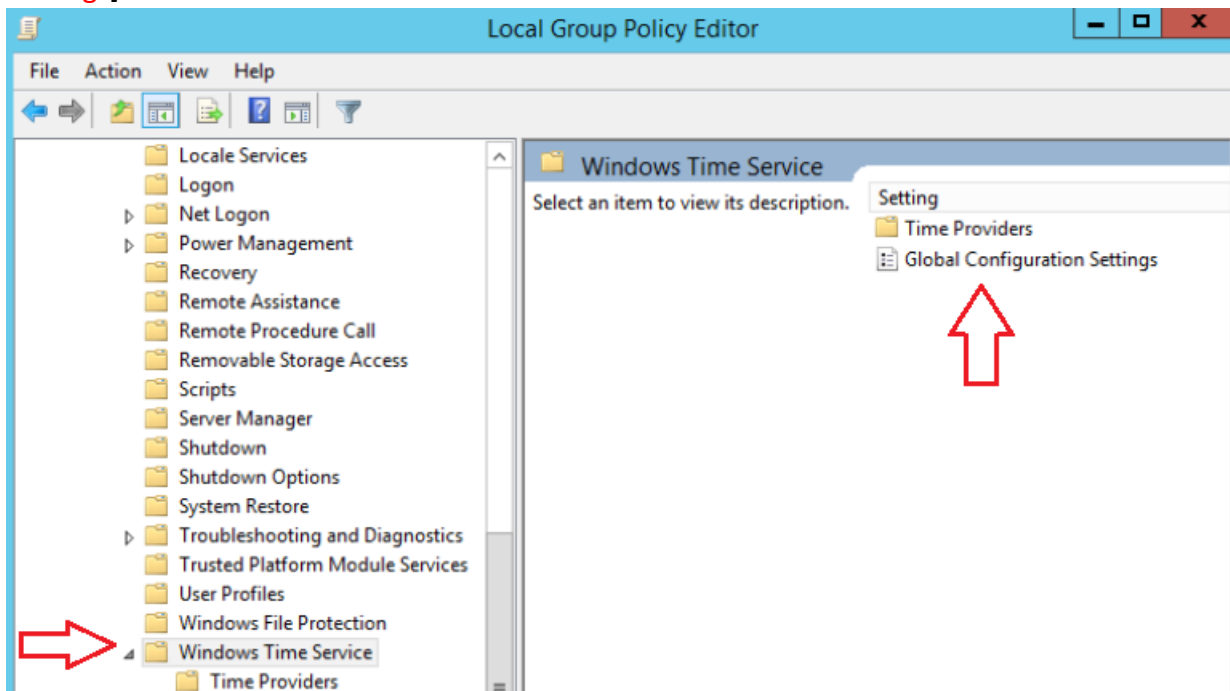 Local Group Policy Editor
File Action View Help
Locale Services
Logon
Net Logon
Power Management
Recovery
Remote Assistance
Remote Procedure Call
Removable Storage Access
Scripts
Server Manager
Shutdown
Shutdown Options
System Restore
Troubleshooting and Diagnostics
Trusted Platform Module Services
User Profiles
Windows File Protection
Windows Time Service
Time Providers
Windows Time Service
Select an item to view its description.
Setting
Time Providers
Global Configuration Settings